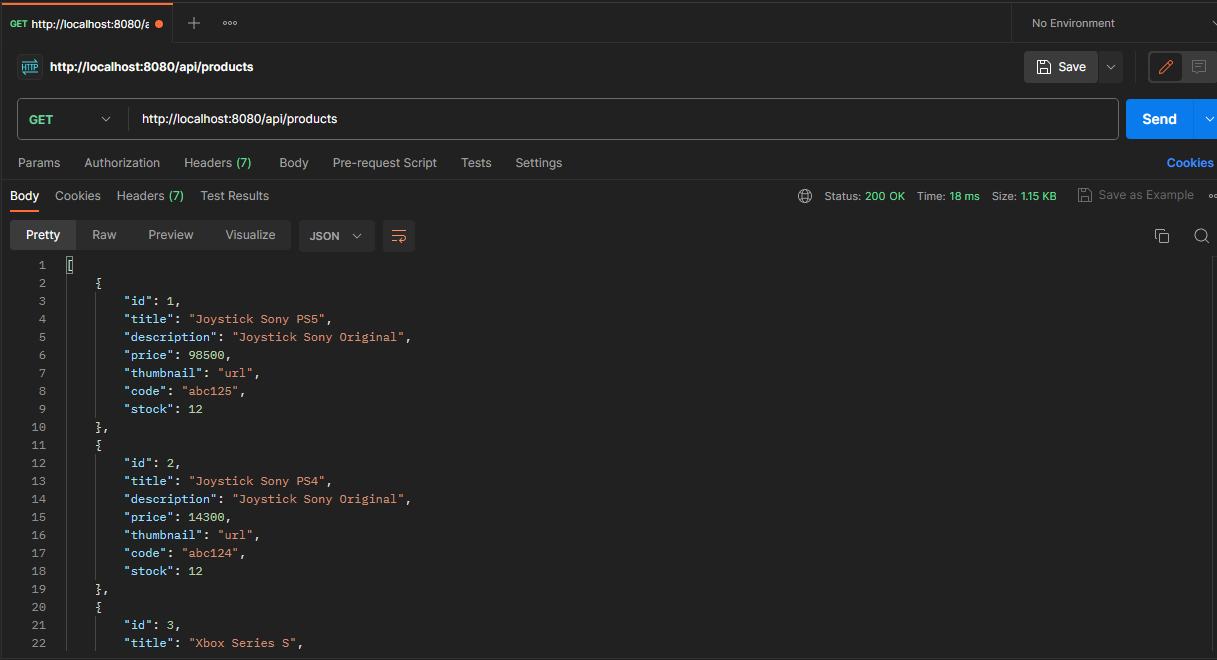 GET http://localhost:8080/a
No Environment
HTTP http://localhost:8080/api/products
Save
GET http://localhost:8080/api/products Send
Params Authorization Headers (7) Body Pre-request Script Tests Settings Cookies
Body Cookies Headers (7) Test Results Status: 200 OK Time: 18 ms Size: 1.15 KB Save as Example
Pretty Raw Preview Visualize JSON
1 [
2 {
3 "id": 1,
4 "title": "Joystick Sony PS5",
5 "description": "Joystick Sony Original",
6 "price": 98500,
7 "thumbnail": "url",
8 "code": "abc125",
9 "stock": 12
10 },
11 {
12 "id": 2,
13 "title": "Joystick Sony PS4",
14 "description": "Joystick Sony Original",
15 "price": 14300,
16 "thumbnail": "url",
17 "code": "abc124",
18 "stock": 12
19 },
20 {
21 "id": 3,
22 "title": "Xbox Series S",